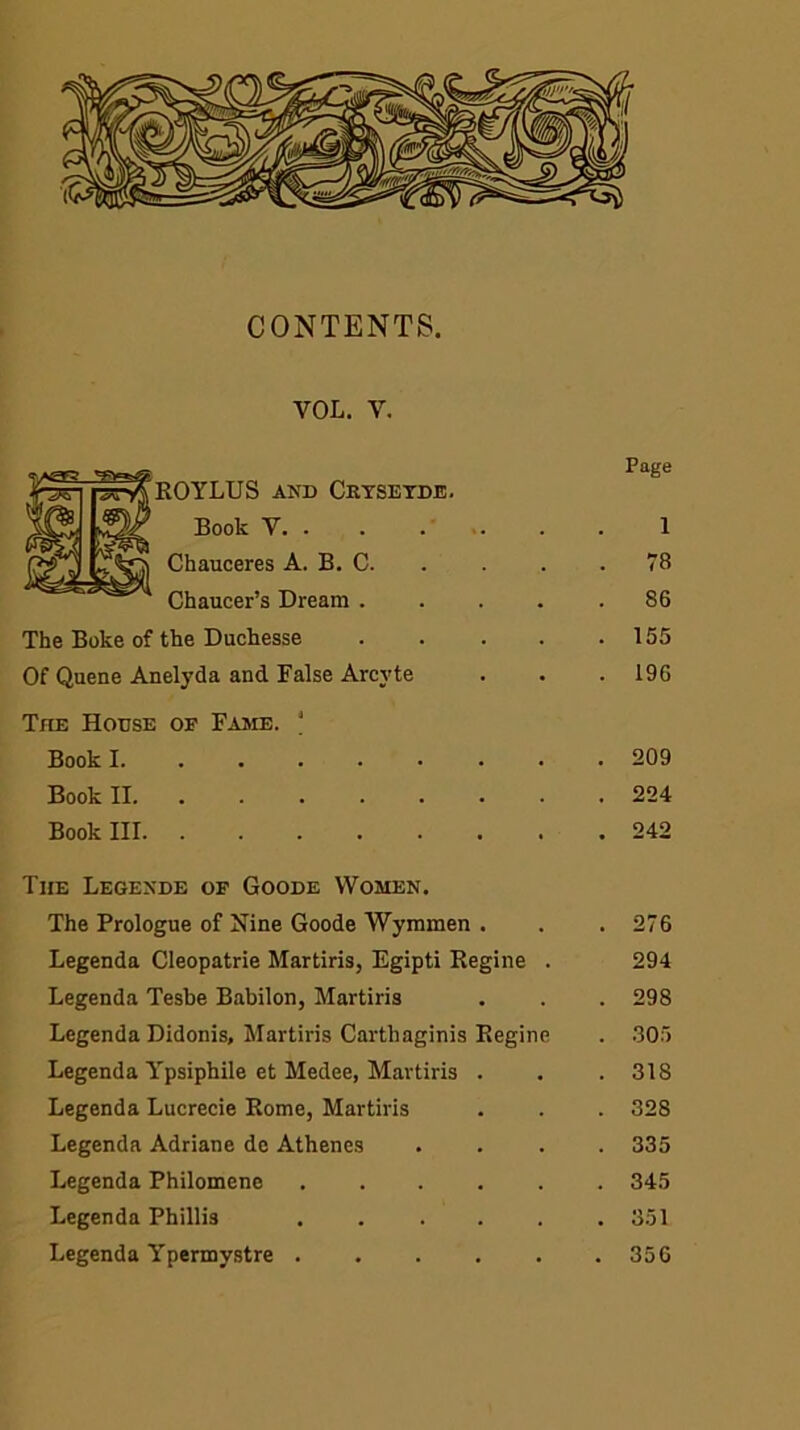 CONTENTS.
VOL. V.
Page
TROYLUS AND CRYSEYDE.
Book V. . . . . . . . 1
Chauceres A. B. C. . . . . . 78
Chaucer's Dream . . . . . . 86
The Boke of the Duchesse . . . . . 155
Of Quene Anelyda and False Arcyte . . . 196
THE HOUSE OF FAME.
Book I. . . . . . . . . 209
Book II. . . . . . . . . 224
Book III. . . . . . . . . 242
THE LEGENDE OF GOODE WOMEN.
The Prologue of Nine Goode Wymmen . . . 276
Legenda Cleopatrie Martiris, Egipti Regine . 294
Legenda Tesbe Babilon, Martiris . . . 298
Legenda Didonis, Martiris Carthaginis Regine . 305
Legenda Ypsiphile et Medee, Martiris . . . 318
Legenda Lucrecie Rome, Martiris . . . 328
Legenda Adriane de Athenes . . . . 335
Legenda Philomene . . . . . . 345
Legenda Phillis . . . . . . 351
Legenda Ypermystre . . . . . . 356